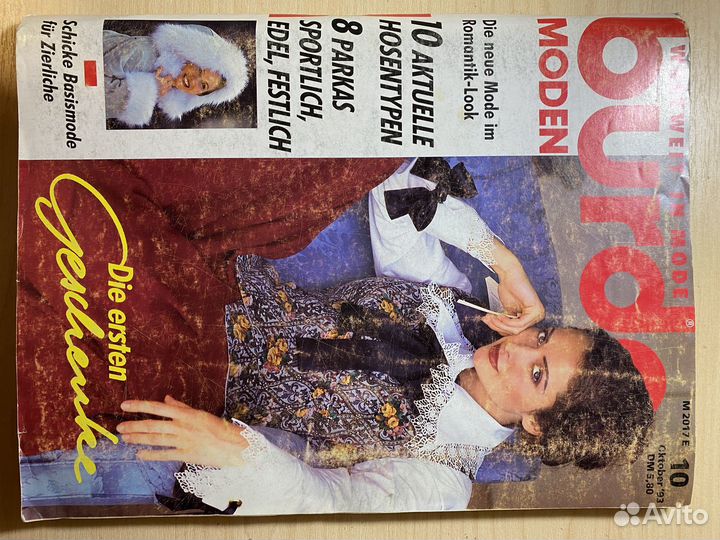 WELTWEIT IN MODE
burda®
MODEN
M 2017 E
10
Oktober '93
DM 5,80
Die neue Mode im
Romantik-Look
10 AKTUELLE
HOSENTYPEN
8 PARKAS
SPORTLICH,
EDEL, FESTLICH
Schicke Basismode
für Zierliche
Die ersten
Geschenke
Avito